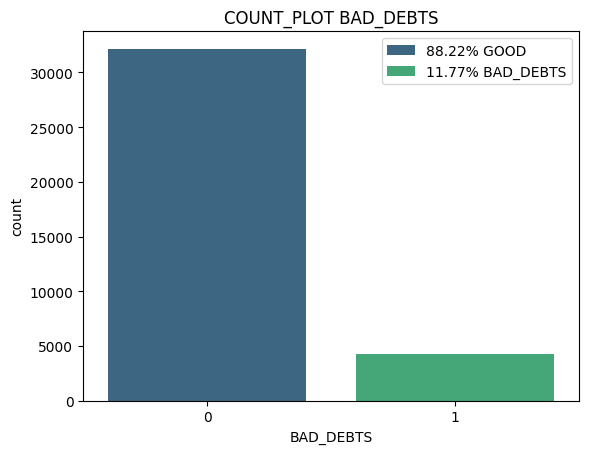 COUNT_PLOT BAD_DEBTS
88.22% GOOD
11.77% BAD_DEBTS
30000
25000
20000
15000
10000
5000
0
count
0 1
BAD_DEBTS